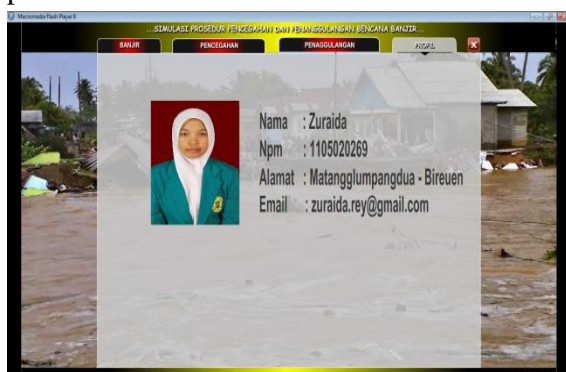 Macromedia Flash Player 6
...SIMULASI PROSEDUR PENCEGAHAN DAN PENANGGULANGAN BENCANA BANJIR...
BANJIR PENCEGAHAN PENAGGULANGAN PROFIL X
Nama : Zuraida
Npm : 1105020269
Alamat : Matangglumpangdua - Bireuen
Email : zuraida.rey@gmail.com